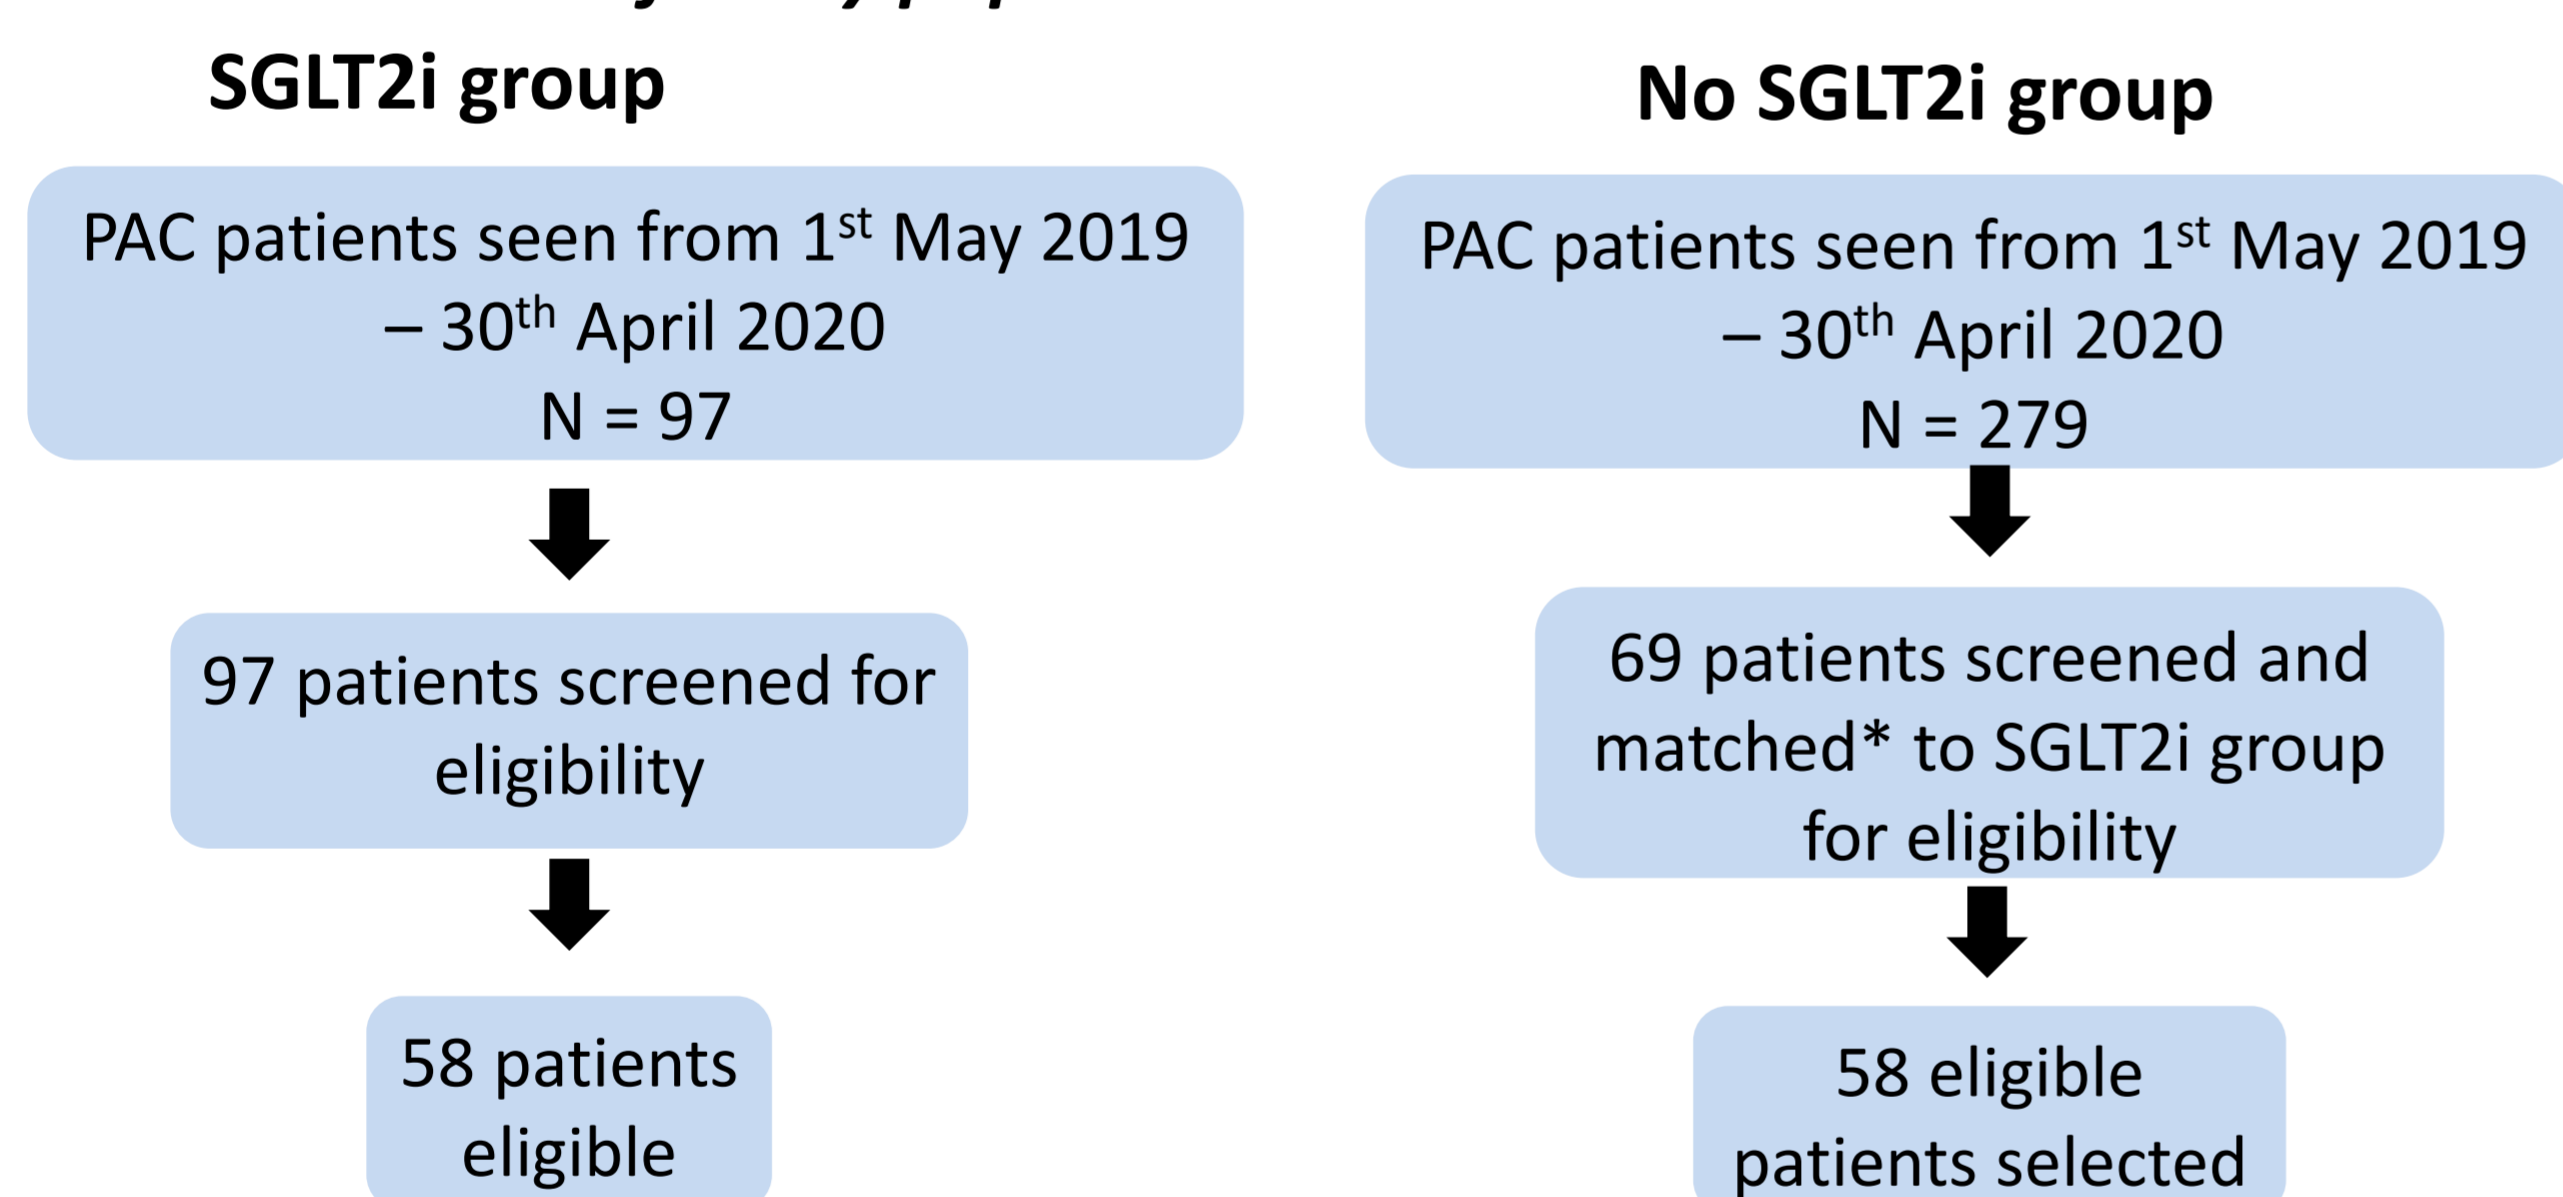 SGLT2i group
PAC patients seen from 1st May 2019
– 30th April 2020
N = 97
97 patients screened for
eligibility
58 patients
eligible
No SGLT2i group
PAC patients seen from 1st May 2019
– 30th April 2020
N = 279
69 patients screened and
matched* to SGLT2i group
for eligibility
58 eligible
patients selected